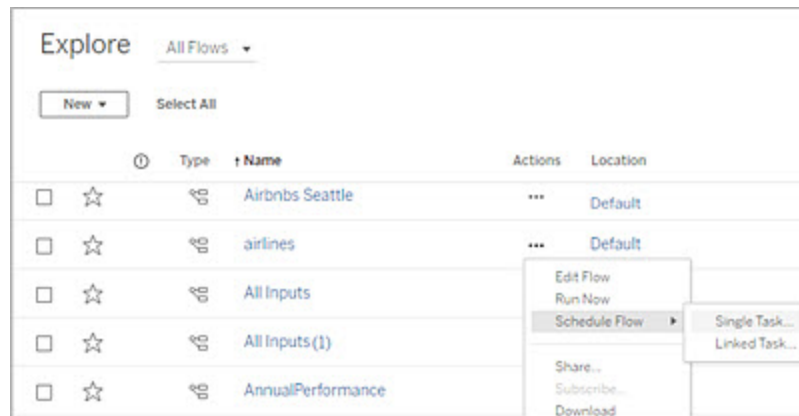 Explore All Flows
New Select All
Type ↑ Name Actions Location
Airbnbs Seattle ... Default
airlines ... Default
All Inputs
All Inputs (1)
AnnualPerformance
Edit Flow
Run Now
Schedule Flow
Single Task...
Linked Task...
Share...
Subscribe...
Download